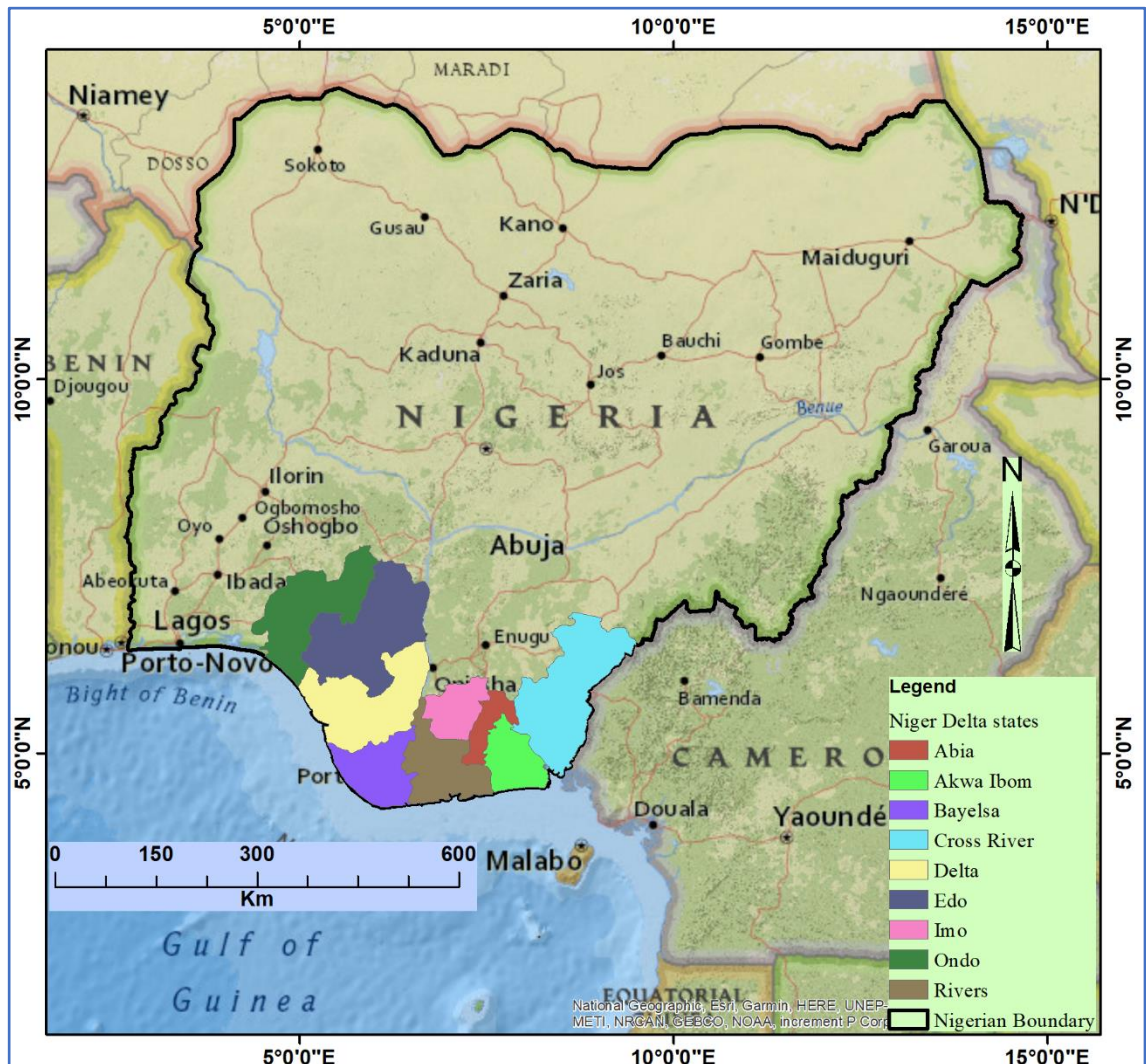 5°0'0"E 10°0'0"E 15°0'0"E
MARADI
Niamey
DOSSO
Sokoto
N'D
Gusau
Kano
Maiduguri
Zaria
10°0'0"N
BENIN
Djougou
Kaduna
Bauchi
Gombe
Jos
10°0'0"N
NIGERIA
Benue
Garoua
N
Ilorin
Ogbomosho
Oyo
Oshogbo
Abuja
Abeokuta
Ibada
Ngaoundéré
Lagos
Enugu
onou
Porto-Novo
Bight of Benin
Bamenda
5°0'0"N
CAMERO
5°0'0"N
Port
Douala
Yaoundé
Malabo
0 150 300 600
Km
Gulf of
Guinea
EQUATORIAL
National Geographic, Esri, Garmin, HERE, UNEP-
METI, NRCAN, GEBCO, NOAA, increment P Corp
Legend
Niger Delta states
Abia
Akwa Ibom
Bayelsa
Cross River
Delta
Edo
Imo
Ondo
Rivers
Nigerian Boundary
5°0'0"E 10°0'0"E 15°0'0"E